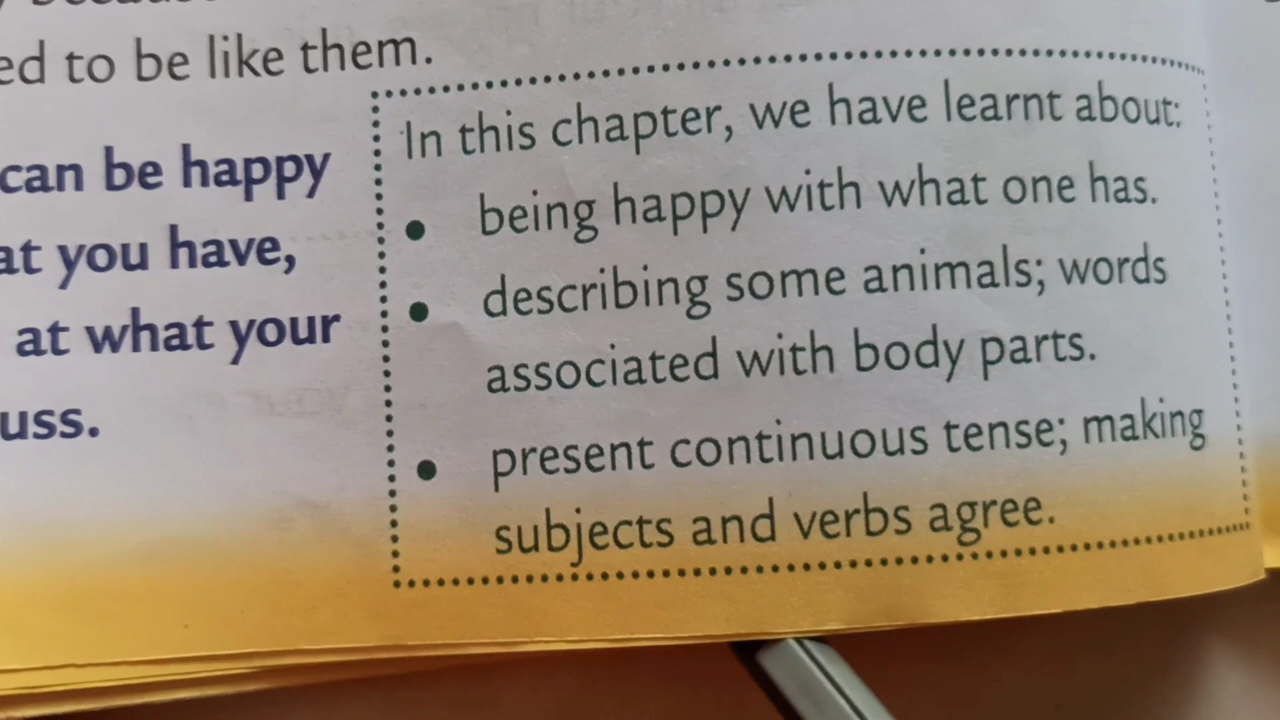 ed to be like them.
can be happy
at you have,
at what your
uss.
In this chapter, we have learnt about:
• being happy with what one has.
• describing some animals; words
associated with body parts.
• present continuous tense; making
subjects and verbs agree.